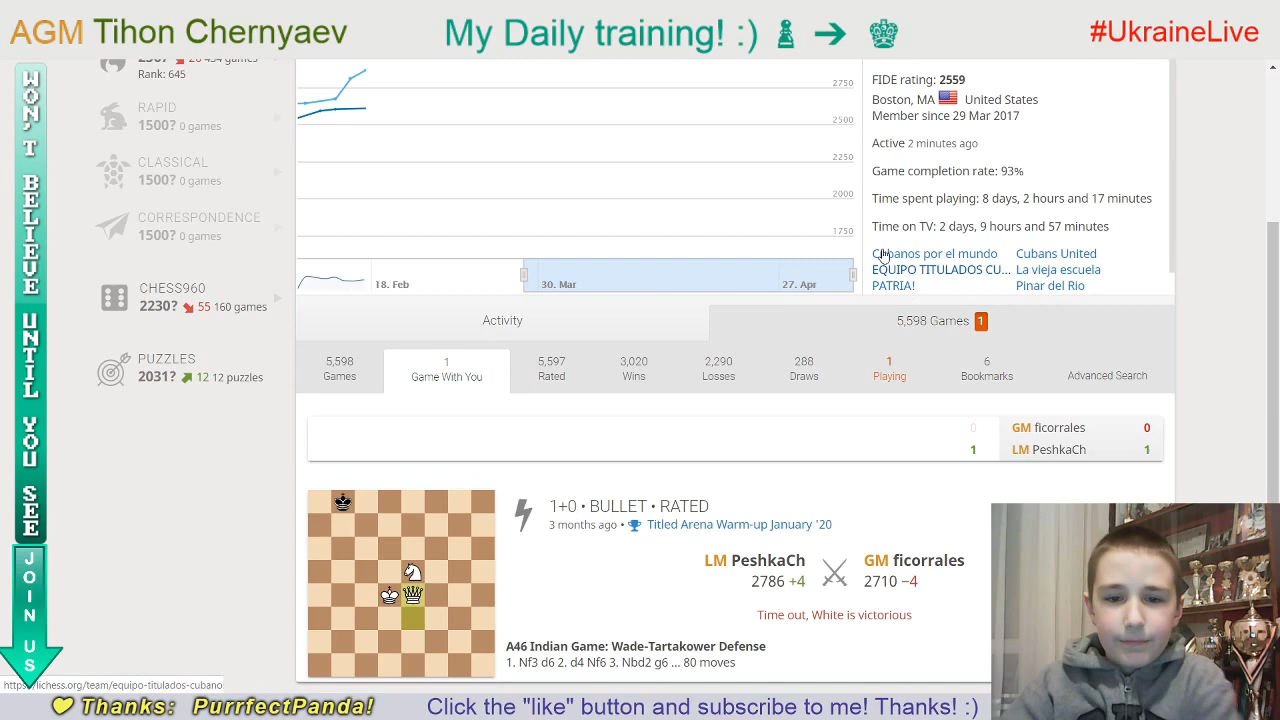 AGM Tihon Chernyaev
My Daily training! :)
#UkraineLive
WON'T BELIEVE UNTIL YOU SEE
JOIN US
Rank: 645
RAPID
1500? 0 games
CLASSICAL
1500? 0 games
CORRESPONDENCE
1500? 0 games
CHESS960
2230? 55 160 games
PUZZLES
2031? 12 12 puzzles
2750
2500
2250
2000
1750
18. Feb
30. Mar
27. Apr
FIDE rating: 2559
Boston, MA United States
Member since 29 Mar 2017
Active 2 minutes ago
Game completion rate: 93%
Time spent playing: 8 days, 2 hours and 17 minutes
Time on TV: 2 days, 9 hours and 57 minutes
Cubanos por el mundo Cubans United
EQUIPO TITULADOS CU... La vieja escuela
PATRIA! Pinar del Rio
Activity
5,598 Games 1
5,598 Games
1 Game With You
5,597 Rated
3,020 Wins
2,290 Losses
288 Draws
1 Playing
6 Bookmarks
Advanced Search
0 GM ficorrales 0
1 LM PeshkaCh 1
1+0 • BULLET • RATED
3 months ago • Titled Arena Warm-up January '20
LM PeshkaCh GM ficorrales
2786 +4 2710 −4
Time out, White is victorious
A46 Indian Game: Wade-Tartakower Defense
1. Nf3 d6 2. d4 Nf6 3. Nbd2 g6 ... 80 moves
https://lichess.org/team/equipo-titulados-cubano
Thanks: PurrfectPanda!
Click the "like" button and subscribe to me! Thanks! :)